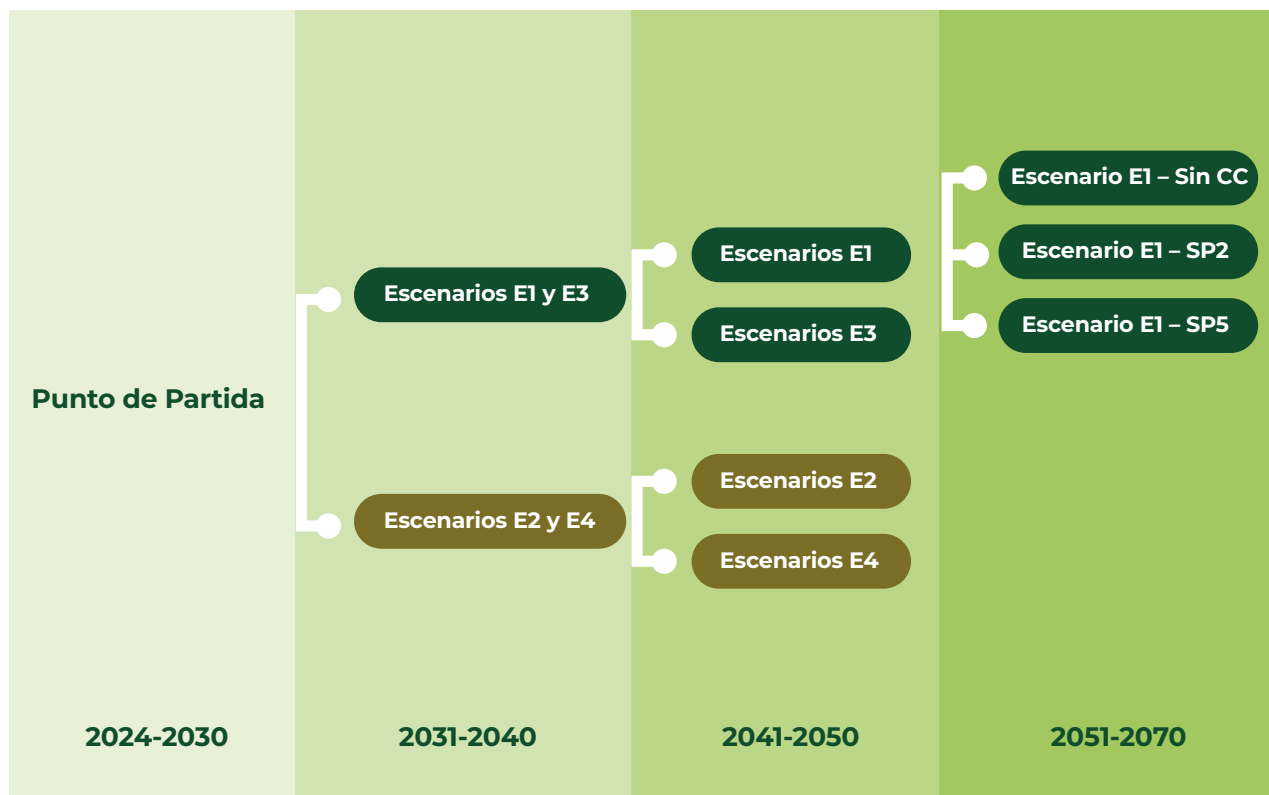 Punto de Partida
2024-2030
Escenarios E1 y E3
Escenarios E2 y E4
2031-2040
Escenarios E1
Escenarios E3
Escenarios E2
Escenarios E4
2041-2050
Escenario E1 – Sin CC
Escenario E1 – SP2
Escenario E1 – SP5
2051-2070